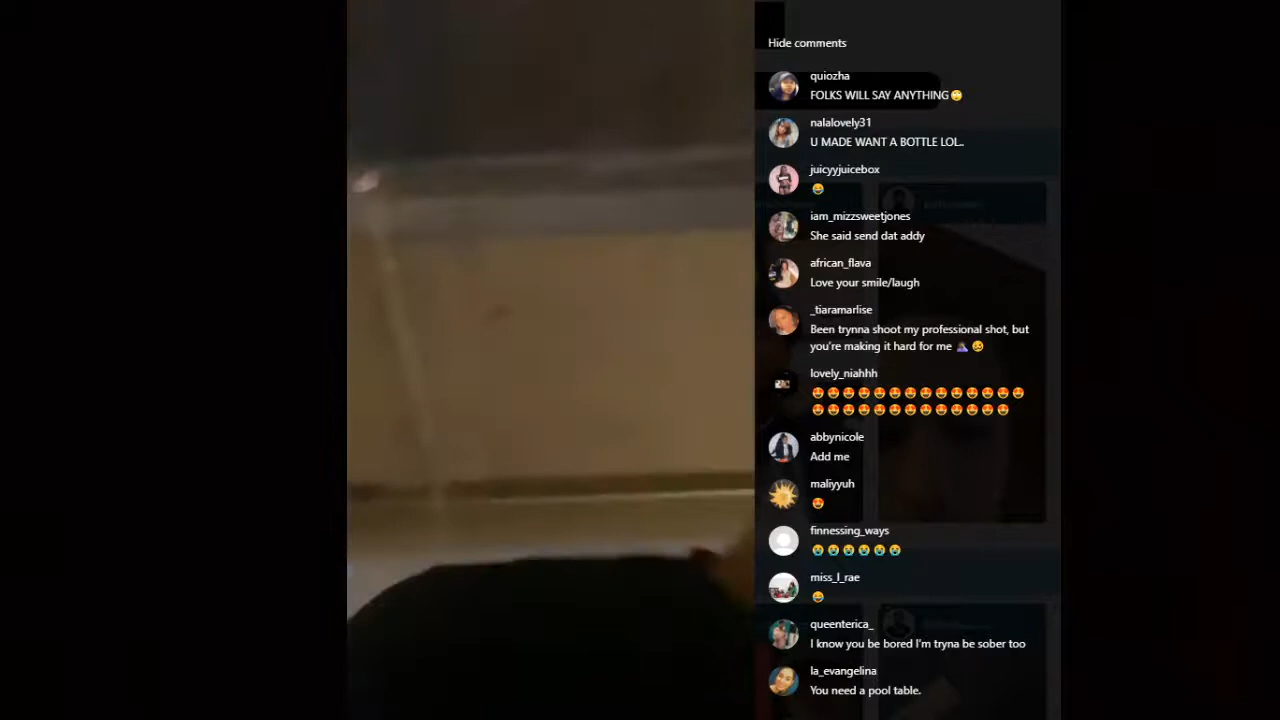 Hide comments
quiozha
FOLKS WILL SAY ANYTHING🙄
nalalovely31
U MADE WANT A BOTTLE LOL..
juicyyjuicebox
😂
iam_mizzsweetjones
She said send dat addy
african_flava
Love your smile/laugh
_tiaramarlise
Been trynna shoot my professional shot, but
you're making it hard for me 🤦🏾‍♀️ 🥴
lovely_niahhh
😍😍😍😍😍😍😍😍😍😍😍😍😍😍
😍😍😍😍😍😍😍😍😍😍😍😍😍
abbynicole
Add me
maliyyuh
😍
finnessing_ways
😭😭😭😭😭😭
miss_l_rae
😂
queenterica_
I know you be bored I'm tryna be sober too
la_evangelina
You need a pool table.